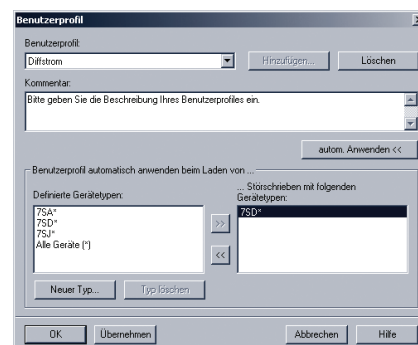 Benutzerprofil
Benutzerprofil:
Diffstrom
Hinzufügen...
Löschen
Kommentar:
Bitte geben Sie die Beschreibung Ihres Benutzerprofiles ein.
autom. Anwenden <<
Benutzerprofil automatisch anwenden beim Laden von ...
Definierte Gerätetypen:
... Störschrieben mit folgenden
Gerätetypen:
7SA*
7SD*
7SJ*
Alle Geräte (*)
>>
<<
7SD*
Neuer Typ...
Typ löschen
OK
Übernehmen
Abbrechen
Hilfe